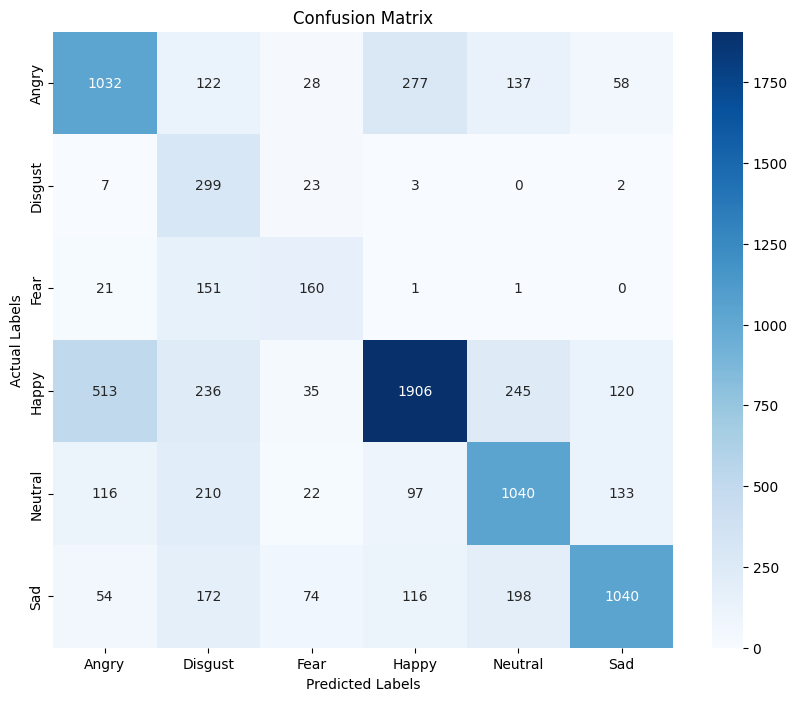 Confusion Matrix
Angry 1032 122 28 277 137 58
Disgust 7 299 23 3 0 2
Fear 21 151 160 1 1 0
Happy 513 236 35 1906 245 120
Neutral 116 210 22 97 1040 133
Sad 54 172 74 116 198 1040
Actual Labels
Angry Disgust Fear Happy Neutral Sad
Predicted Labels
1750
1500
1250
1000
750
500
250
0